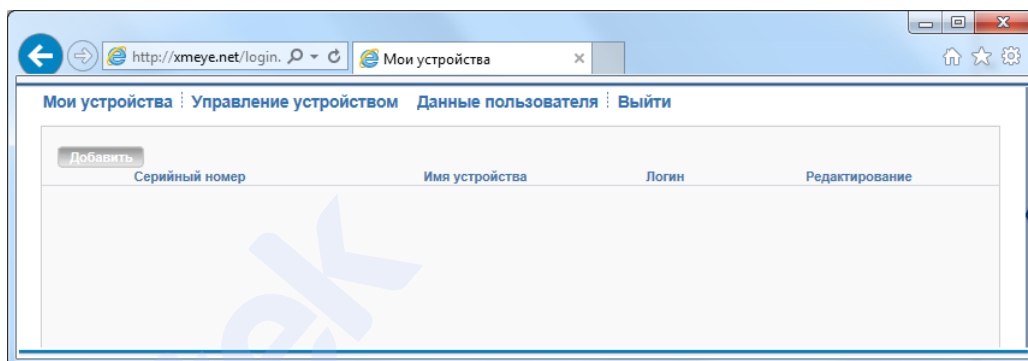 http://xmeye.net/login.
Мои устройства
Мои устройства Управление устройством Данные пользователя Выйти
Добавить
Серийный номер Имя устройства Логин Редактирование
ek